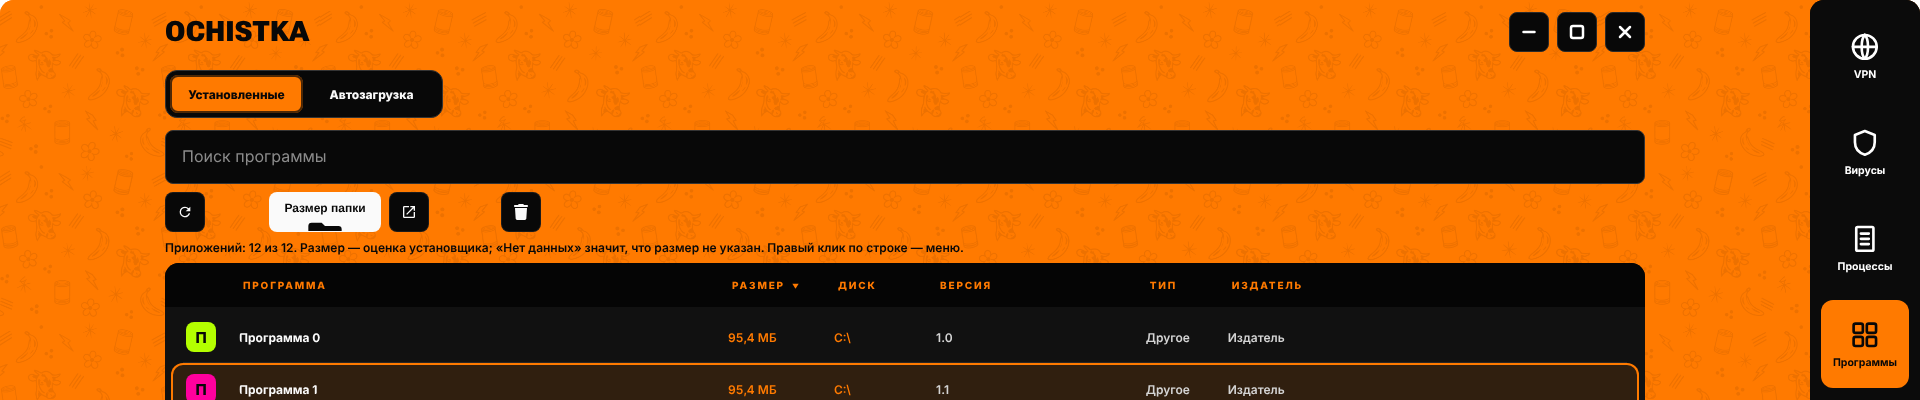 OCHISTKA
VPN
Установленные
Автозагрузка
Поиск программы
Вирусы
Размер папки
Приложений: 12 из 12. Размер — оценка установщика; «Нет данных» значит, что размер не указан. Правый клик по строке — меню.
Процессы
ПРОГРАММА РАЗМЕР ▼ ДИСК ВЕРСИЯ ТИП ИЗДАТЕЛЬ
П Программа 0 95,4 МБ C:\ 1.0 Другое Издатель
Программы
П Программа 1 95,4 МБ C:\ 1.1 Другое Издатель